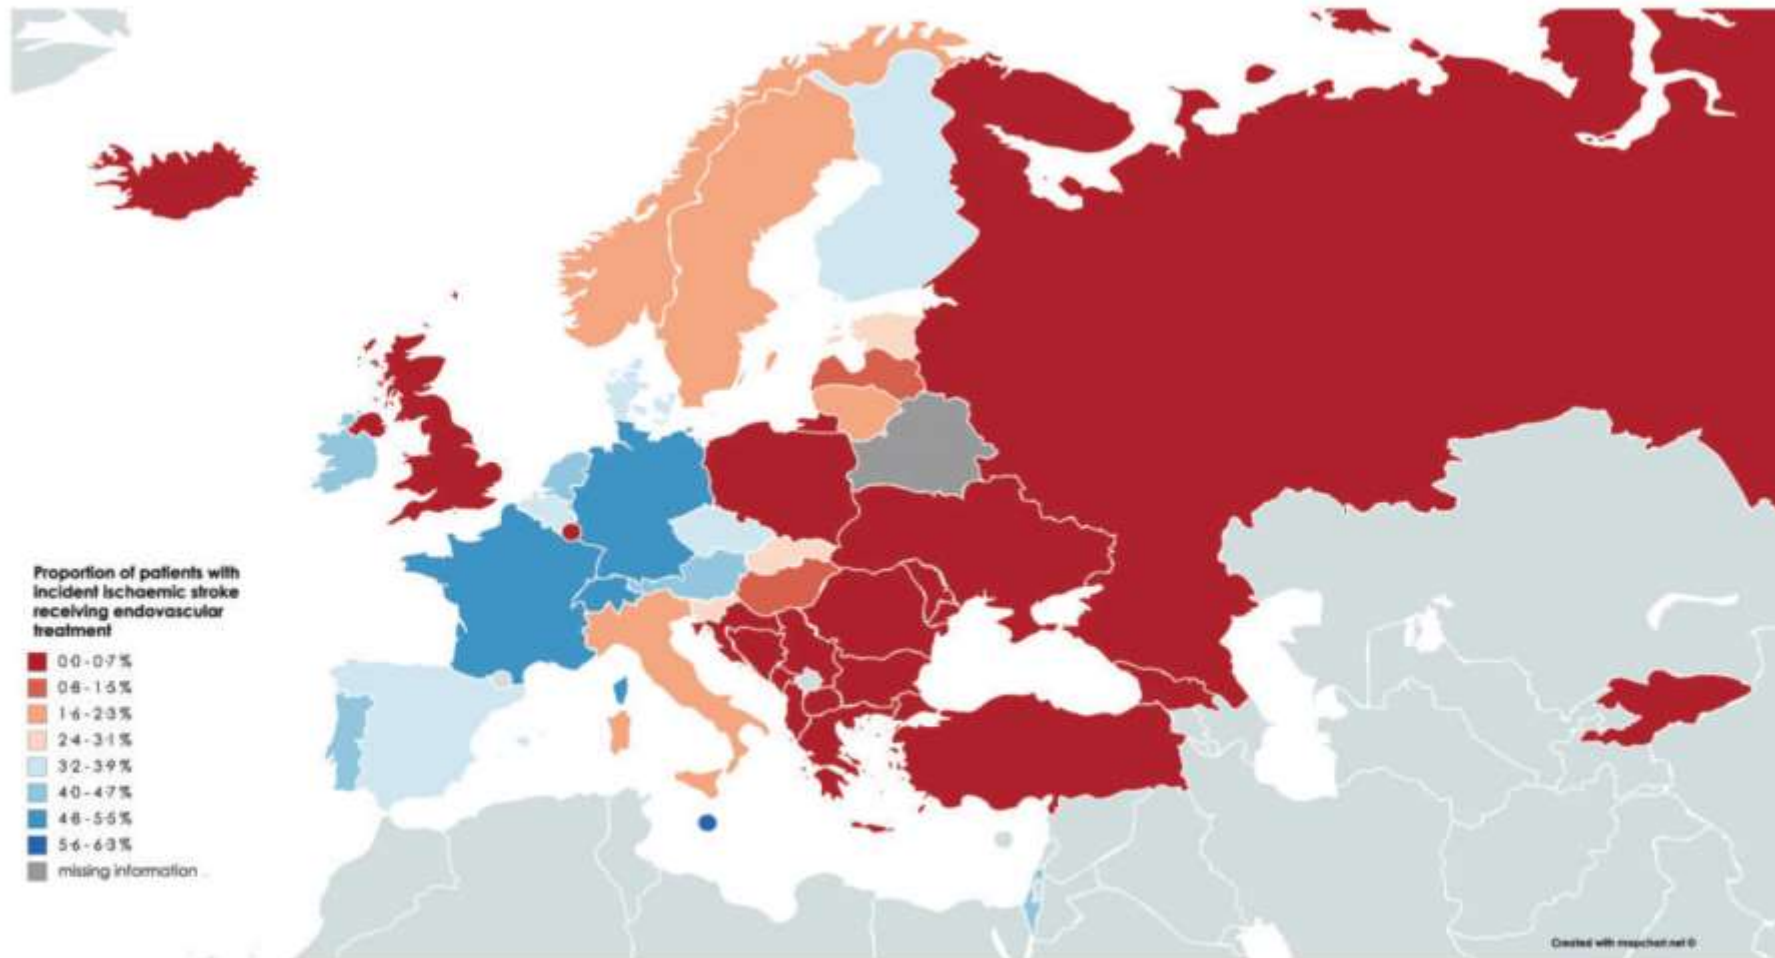 Proportion of patients with
incident ischaemic stroke
receiving endovascular
treatment
0·0 - 0·7%
0·8 - 1·5%
1·6 - 2·3%
2·4 - 3·1%
3·2 - 3·9%
4·0 - 4·7%
4·8 - 5·5%
5·6 - 6·3%
missing information
Created with mapchart.net ©